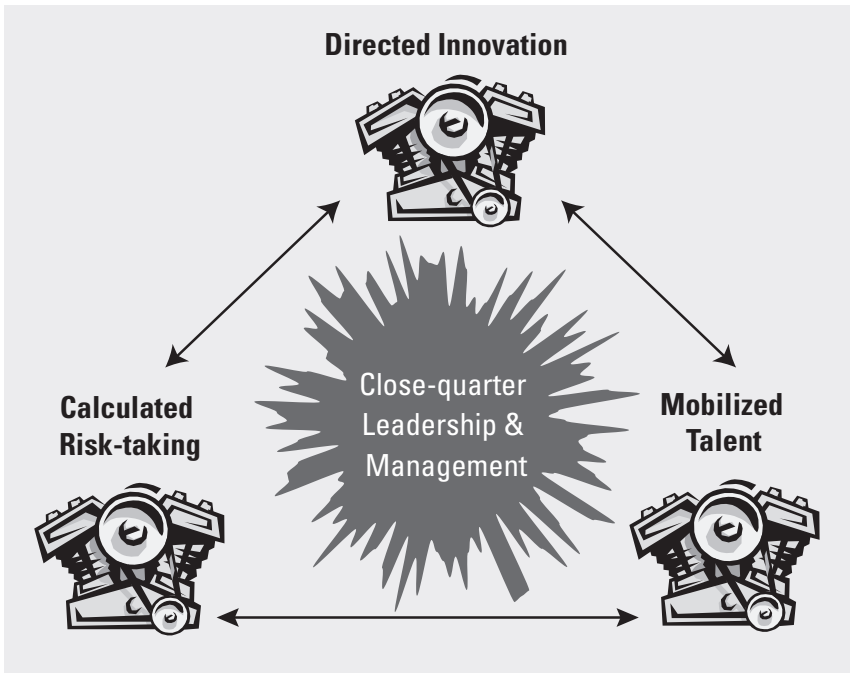 Directed Innovation
Close-quarter
Leadership &
Management
Calculated
Risk-taking
Mobilized
Talent